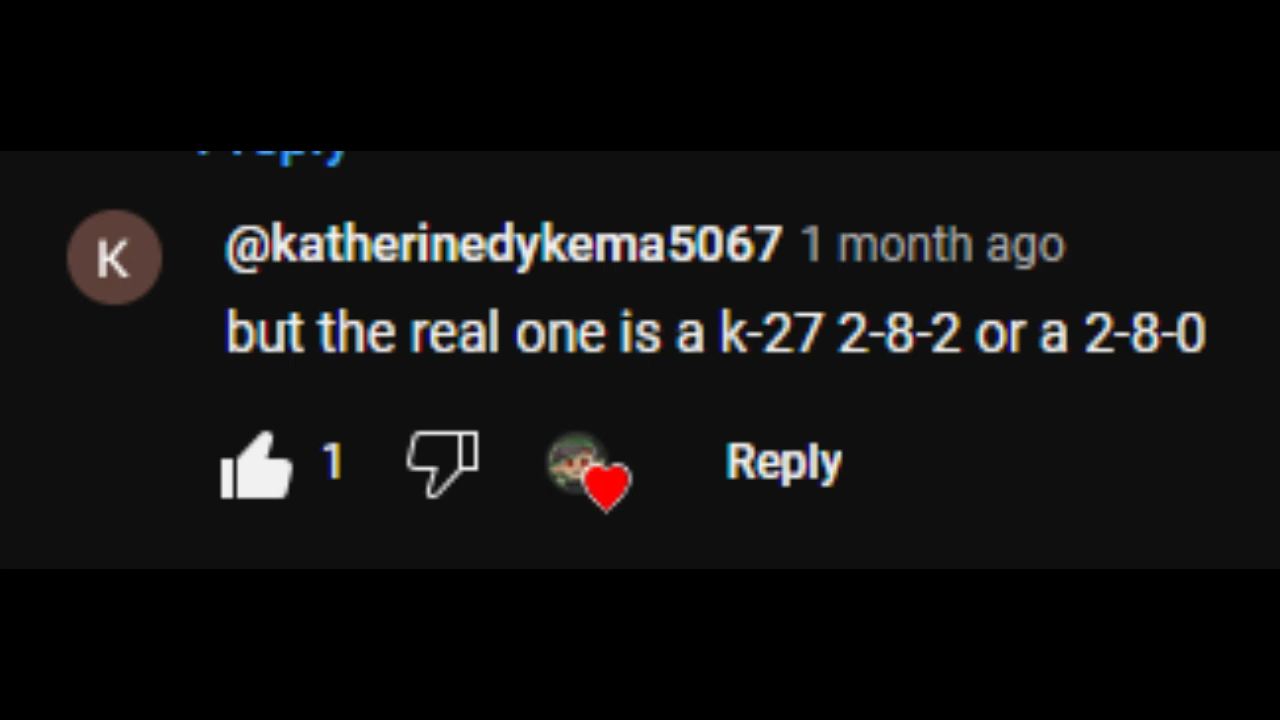 K
@katherinedykema5067 1 month ago
but the real one is a k-27 2-8-2 or a 2-8-0
1
Reply